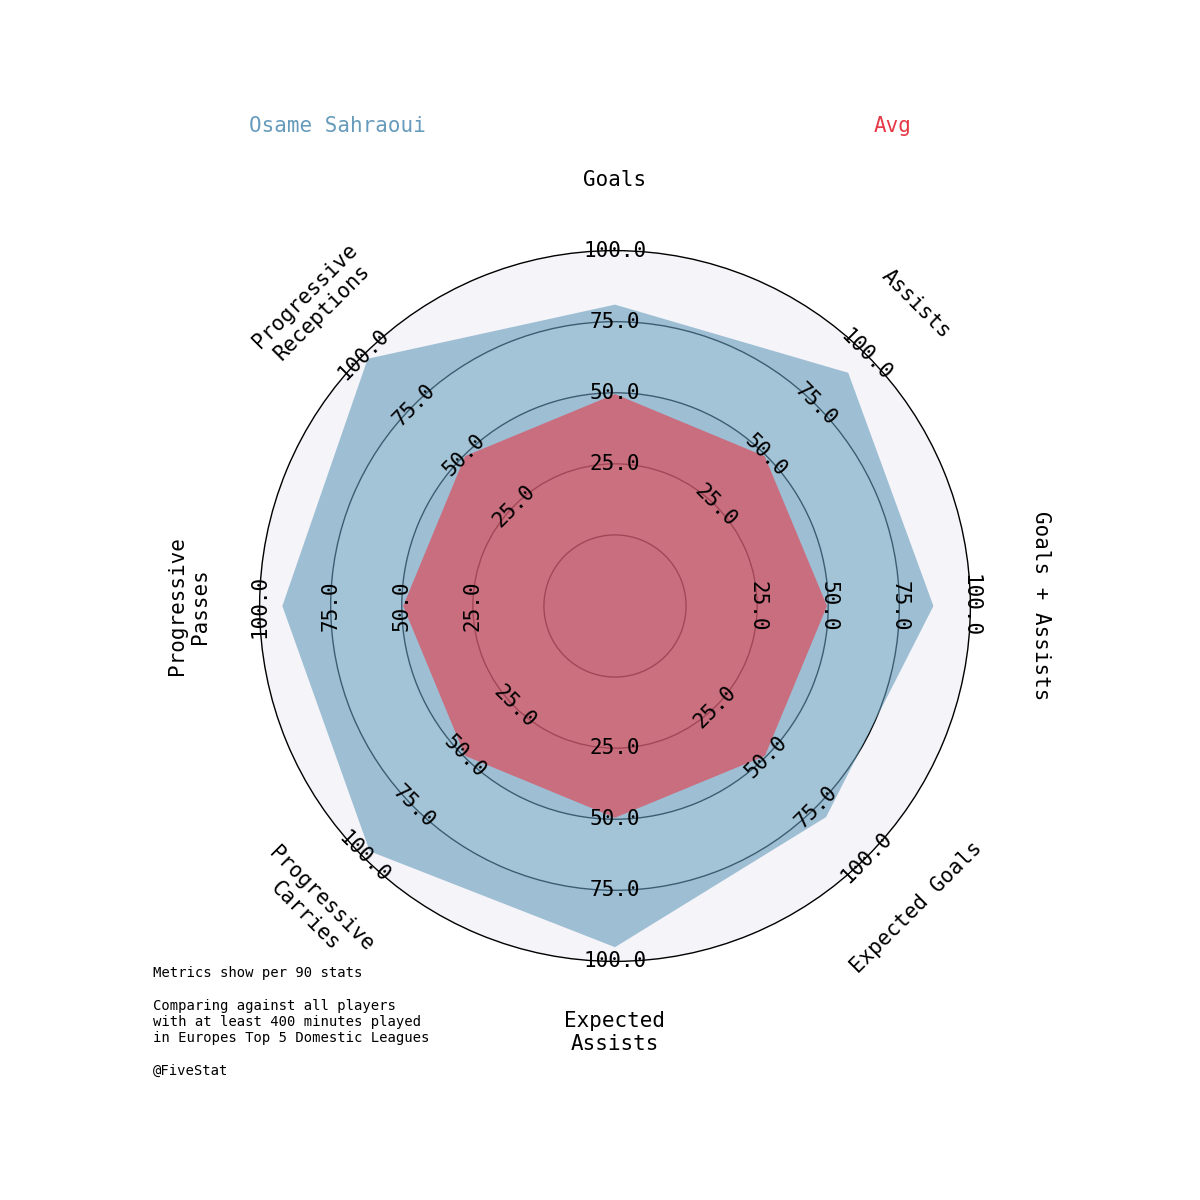 Osame Sahraoui
Avg
Goals
Assists
Goals + Assists
Expected Goals
Expected
Assists
Progressive
Carries
Progressive
Passes
Progressive
Receptions
25.0
50.0
75.0
100.0
25.0
50.0
75.0
100.0
25.0
50.0
75.0
100.0
25.0
50.0
75.0
100.0
25.0
50.0
75.0
100.0
25.0
50.0
75.0
100.0
25.0
50.0
75.0
100.0
25.0
50.0
75.0
100.0
Metrics show per 90 stats
Comparing against all players
with at least 400 minutes played
in Europes Top 5 Domestic Leagues
@FiveStat